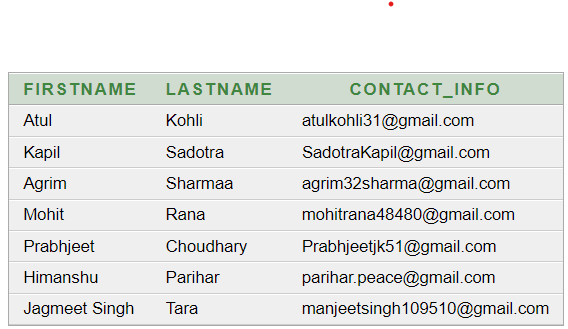 FIRSTNAME LASTNAME CONTACT_INFO
Atul Kohli atulkohli31@gmail.com
Kapil Sadotra SadotraKapil@gmail.com
Agrim Sharmaa agrim32sharma@gmail.com
Mohit Rana mohitrana48480@gmail.com
Prabhjeet Choudhary Prabhjeetjk51@gmail.com
Himanshu Parihar parihar.peace@gmail.com
Jagmeet Singh Tara manjeetsingh109510@gmail.com